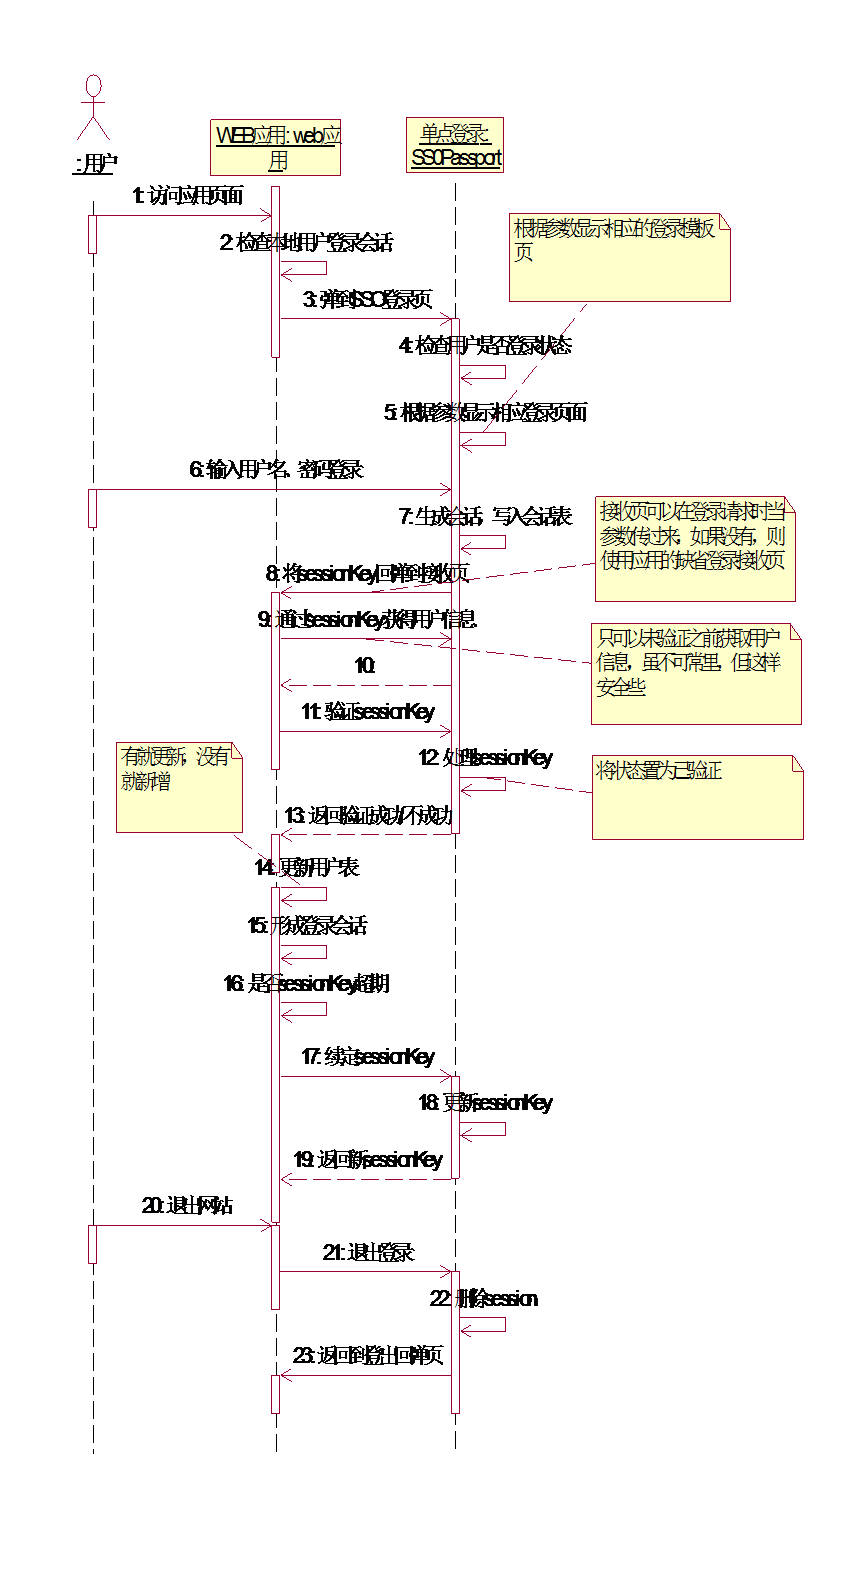 : 用户
WEB应用: web应
用
单点登录:
SSOPassport
1: 访问应用页面
2: 检查本地用户登录会话
根据参数显示相应的登录模板
页
3: 弹到SSO登录页
4: 检查用户是否登录状态
5: 根据参数显示相应登录页面
6: 输入用户名、密码登录
7: 生成会话，写入会话表
接收页可以在登录请求时当
参数传过来，如果没有，则
使用应用的缺省登录接收页
8: 将sessionKey回弹到接收页
9: 通过sessionKey获得用户信息
只可以未验证之前获取用户
信息，虽不可常里，但这样
安全些
10:
11: 验证sessionKey
12: 处理sessionKey
有就更新，没有
就新增
将状态置为已验证
13: 返回验证成功/不成功
14: 更新用户表
15: 形成登录会话
16: 是否sessionKey超期
17: 续定sessionKey
18: 更新sessionKey
19: 返回新sessionKey
20: 退出网站
21: 退出登录
22: 删除session
23: 返回到登出回弹页